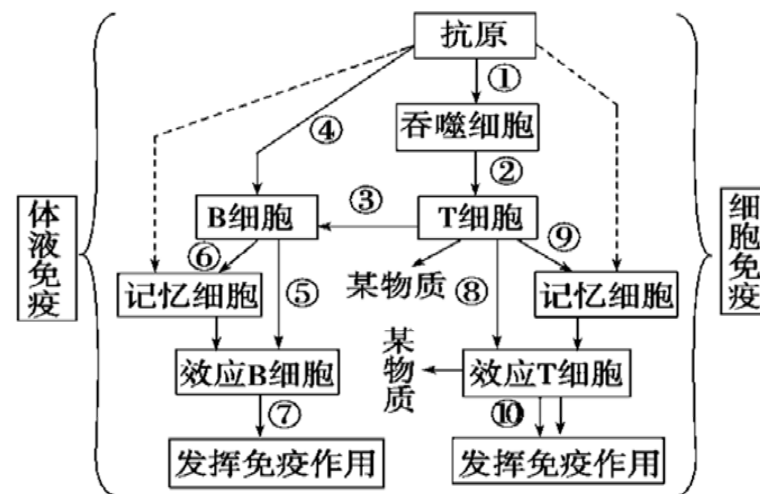 抗原
①
吞噬细胞
④
②
B细胞
③
T细胞
⑥
⑤
某物质
⑧
⑨
记忆细胞
记忆细胞
体液免疫
细胞免疫
效应B细胞
某物质
效应T细胞
⑦
⑩
发挥免疫作用
发挥免疫作用